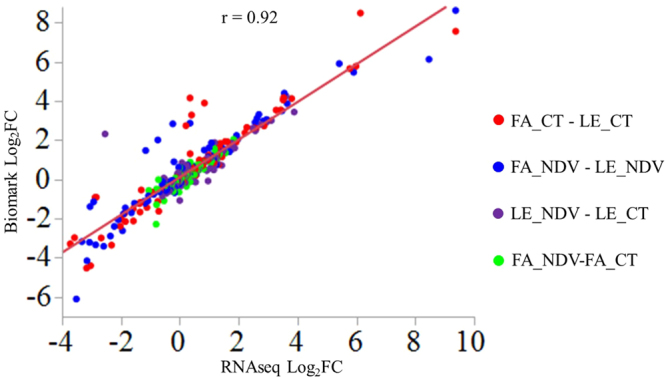 r = 0.92
Biomark Log₂FC
8
6
4
2
0
-2
-4
-6
-4
-2
0
2
4
6
8
10
RNAseq Log₂FC
FA_CT - LE_CT
FA_NDV - LE_NDV
LE_NDV - LE_CT
FA_NDV-FA_CT